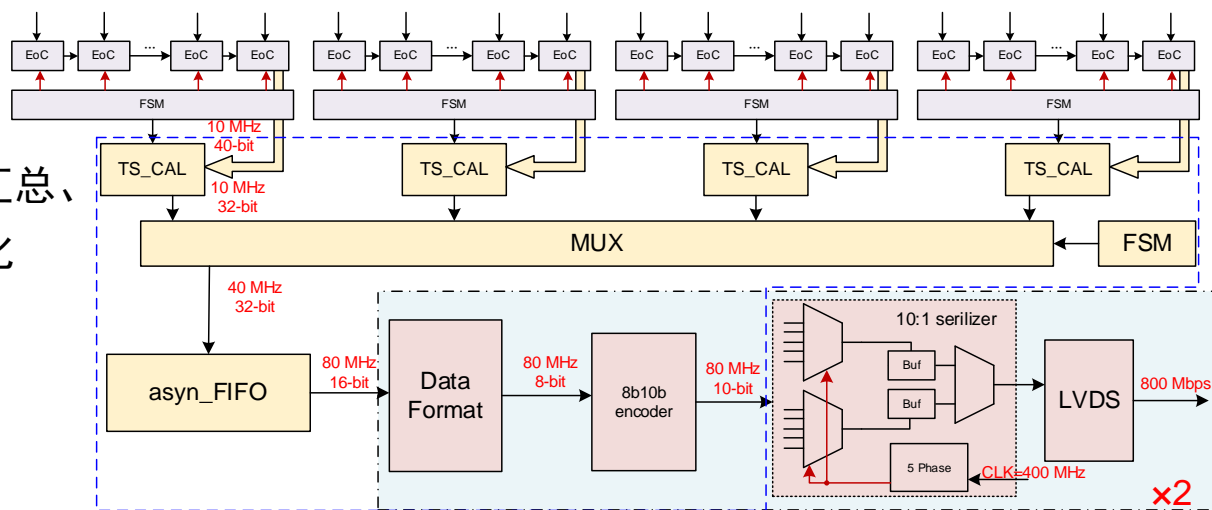 EoC EoC ... EoC EoC
EoC EoC ... EoC EoC
EoC EoC ... EoC EoC
EoC EoC ... EoC EoC
FSM
FSM
FSM
FSM
10 MHz
40-bit
TS_CAL
TS_CAL
TS_CAL
TS_CAL
10 MHz
32-bit
总、
MUX
FSM
40 MHz
32-bit
asyn_FIFO
80 MHz
16-bit
Data
Format
80 MHz
8-bit
8b10b
encoder
80 MHz
10-bit
10:1 serilizer
Buf
Buf
5 Phase
CLK=400 MHz
LVDS
800 Mbps
×2